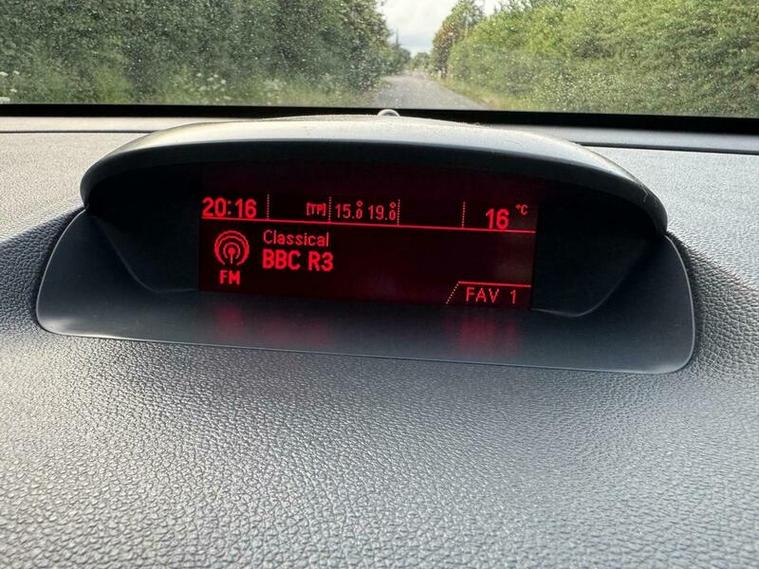 20:16 [TP] 15.0 19.0 16 °C
Classical
BBC R3
FM
FAV 1